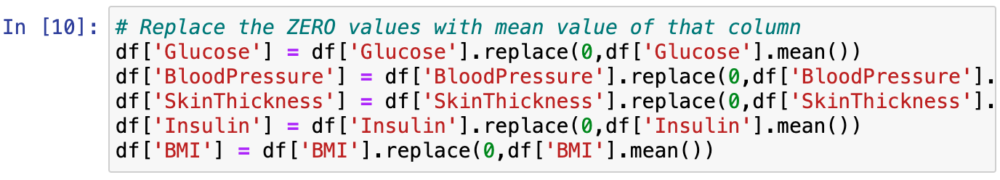 In [10]: # Replace the ZERO values with mean value of that column
df['Glucose'] = df['Glucose'].replace(0,df['Glucose'].mean())
df['BloodPressure'] = df['BloodPressure'].replace(0,df['BloodPressure'].
df['SkinThickness'] = df['SkinThickness'].replace(0,df['SkinThickness'].
df['Insulin'] = df['Insulin'].replace(0,df['Insulin'].mean())
df['BMI'] = df['BMI'].replace(0,df['BMI'].mean())